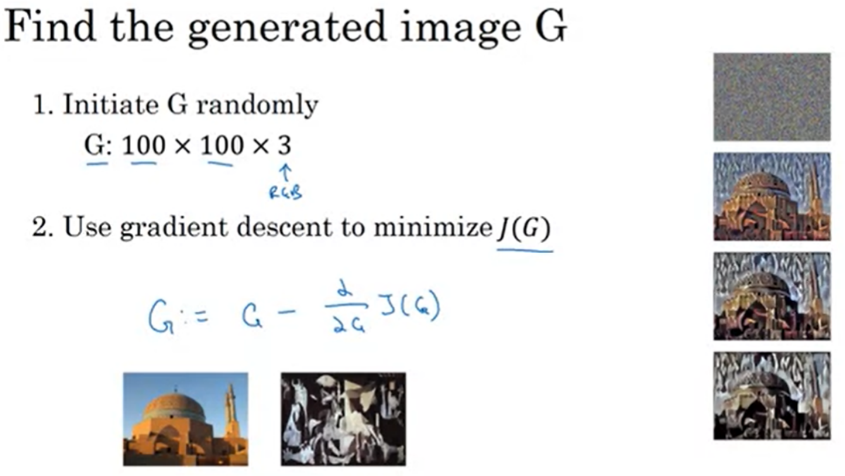 Find the generated image G
1. Initiate G randomly
G: 100 × 100 × 3
↑
RGB
2. Use gradient descent to minimize J(G)
G := G − ∂/∂G J(G)